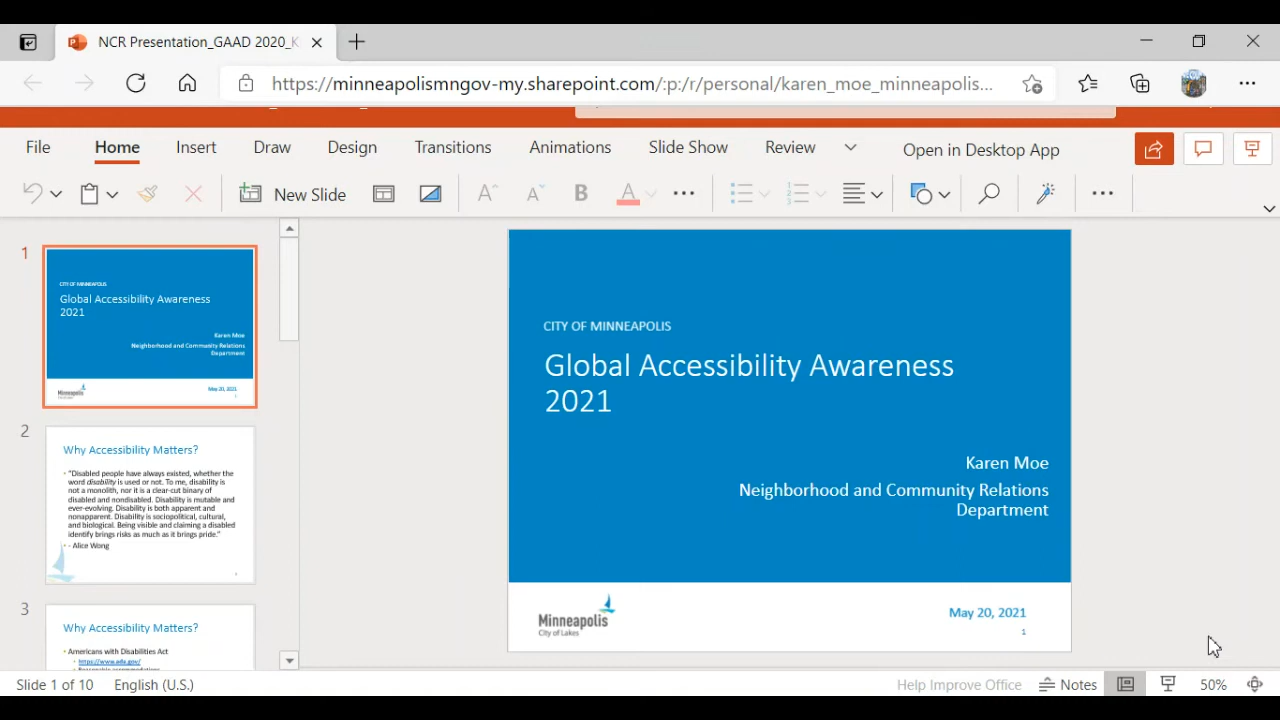 NCR Presentation_GAAD 2020_K
https://minneapolismngov-my.sharepoint.com/:p:/r/personal/karen_moe_minneapolis...
File Home Insert Draw Design Transitions Animations Slide Show Review Open in Desktop App
New Slide
1
CITY OF MINNEAPOLIS
Global Accessibility Awareness
2021
Karen Moe
Neighborhood and Community Relations
Department
Minneapolis
May 20, 2021
1
2
Why Accessibility Matters?
"Disabled people have always existed, whether the
word disability is used or not. To me, disability is
not a monolith, nor it is a clear-cut binary of
disabled and nondisabled. Disability is mutable and
ever-evolving. Disability is both apparent and
nonapparent. Disability is sociopolitical, cultural,
and biological. Being visible and claiming a disabled
identify brings risks as much as it brings pride."
- Alice Wong
3
Why Accessibility Matters?
Americans with Disabilities Act
https://www.ada.gov/
CITY OF MINNEAPOLIS
Global Accessibility Awareness
2021
Karen Moe
Neighborhood and Community Relations
Department
Minneapolis
City of Lakes
May 20, 2021
1
Slide 1 of 10 English (U.S.) Help Improve Office Notes 50%